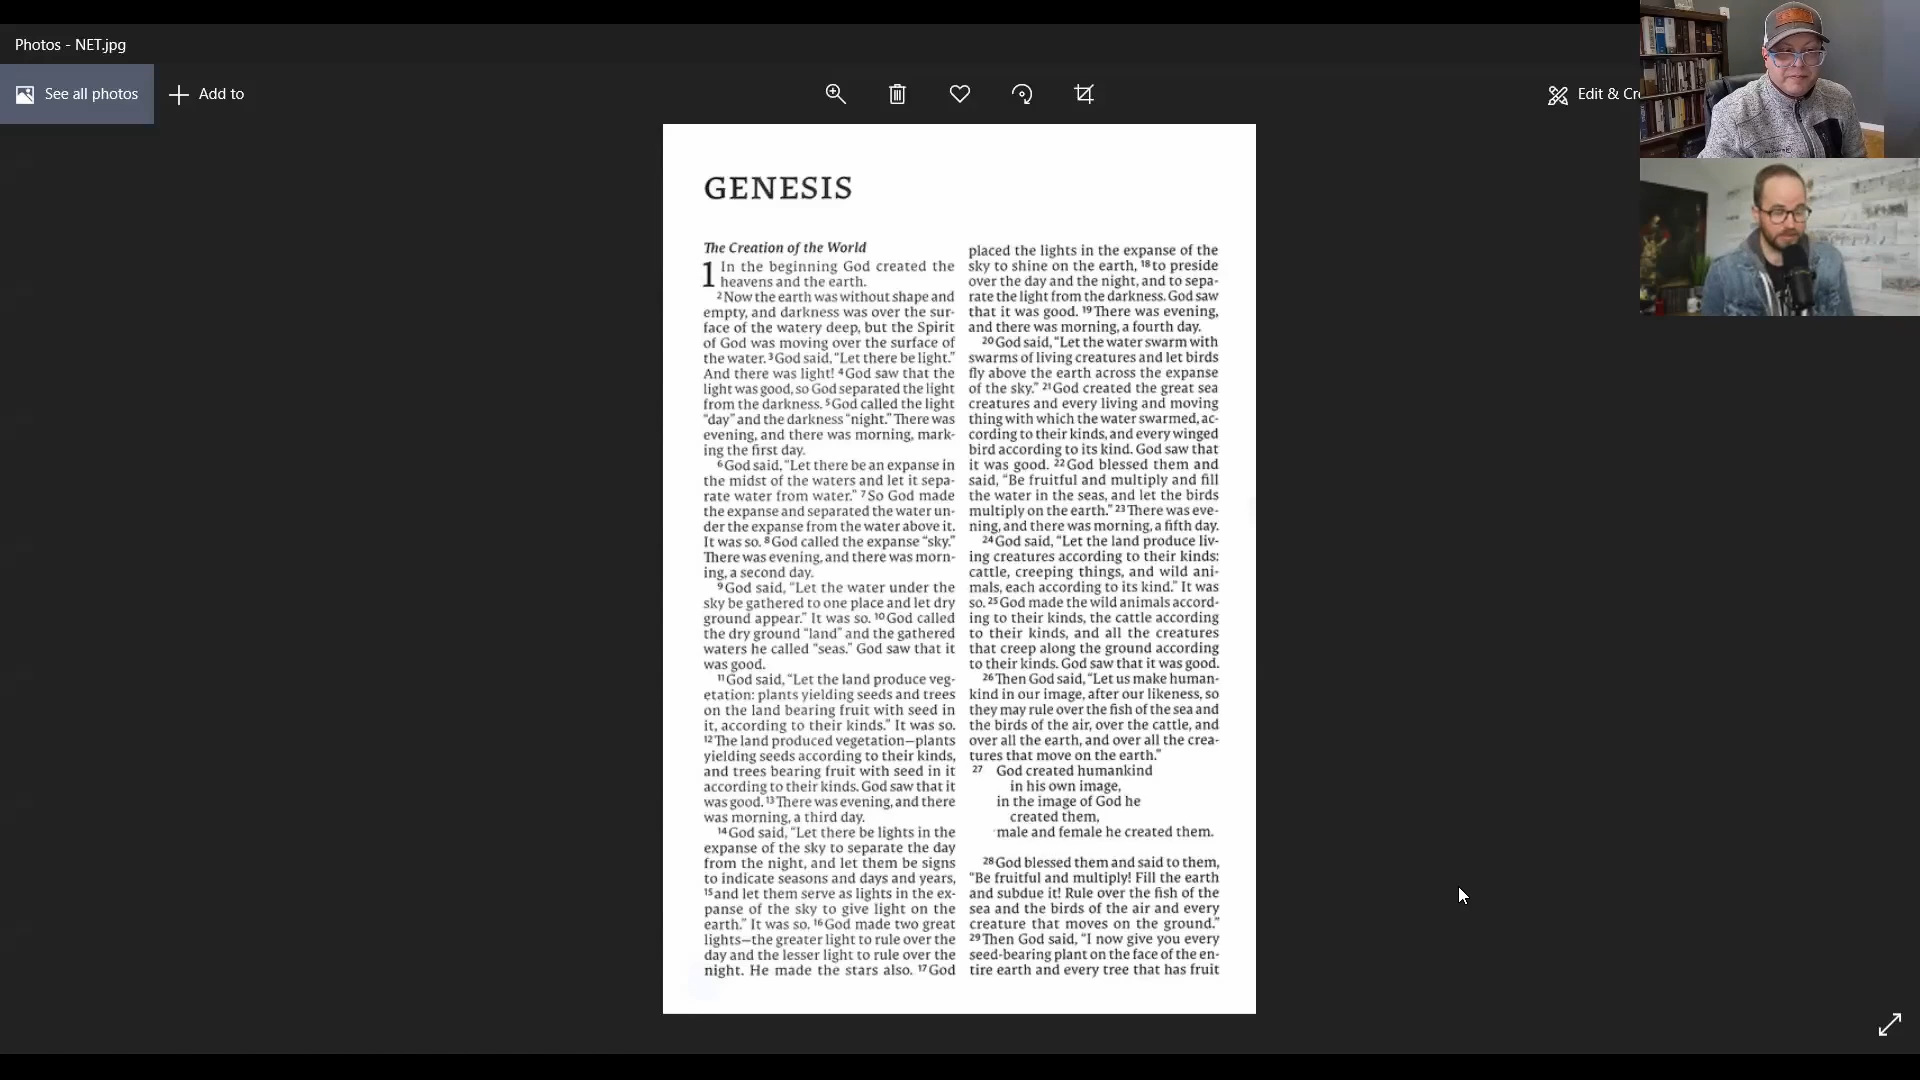 Photos - NET.jpg
See all photos
Add to
Edit & Cr
GENESIS
The Creation of the World
1 In the beginning God created the
heavens and the earth.
2 Now the earth was without shape and
empty, and darkness was over the sur-
face of the watery deep, but the Spirit
of God was moving over the surface of
the water. 3 God said, “Let there be light.”
And there was light! 4 God saw that the
light was good, so God separated the light
from the darkness. 5 God called the light
“day” and the darkness “night.” There was
evening, and there was morning, mark-
ing the first day.
6 God said, “Let there be an expanse in
the midst of the waters and let it sepa-
rate water from water.” 7 So God made
the expanse and separated the water un-
der the expanse from the water above it.
It was so. 8 God called the expanse “sky.”
There was evening, and there was morn-
ing, a second day.
9 God said, “Let the water under the
sky be gathered to one place and let dry
ground appear.” It was so. 10 God called
the dry ground “land” and the gathered
waters he called “seas.” God saw that it
was good.
11 God said, “Let the land produce veg-
etation: plants yielding seeds and trees
on the land bearing fruit with seed in
it, according to their kinds.” It was so.
12 The land produced vegetation—plants
yielding seeds according to their kinds,
and trees bearing fruit with seed in it
according to their kinds. God saw that it
was good. 13 There was evening, and there
was morning, a third day.
14 God said, “Let there be lights in the
expanse of the sky to separate the day
from the night, and let them be signs
to indicate seasons and days and years,
15 and let them serve as lights in the ex-
panse of the sky to give light on the
earth.” It was so. 16 God made two great
lights—the greater light to rule over the
day and the lesser light to rule over the
night. He made the stars also. 17 God
placed the lights in the expanse of the
sky to shine on the earth, 18 to preside
over the day and the night, and to sepa-
rate the light from the darkness. God saw
that it was good. 19 There was evening,
and there was morning, a fourth day.
20 God said, “Let the water swarm with
swarms of living creatures and let birds
fly above the earth across the expanse
of the sky.” 21 God created the great sea
creatures and every living and moving
thing with which the water swarmed, ac-
cording to their kinds, and every winged
bird according to its kind. God saw that
it was good. 22 God blessed them and
said, “Be fruitful and multiply and fill
the water in the seas, and let the birds
multiply on the earth.” 23 There was eve-
ning, and there was morning, a fifth day.
24 God said, “Let the land produce liv-
ing creatures according to their kinds:
cattle, creeping things, and wild ani-
mals, each according to its kind.” It was
so. 25 God made the wild animals accord-
ing to their kinds, the cattle according
to their kinds, and all the creatures
that creep along the ground according
to their kinds. God saw that it was good.
26 Then God said, “Let us make human-
kind in our image, after our likeness, so
they may rule over the fish of the sea and
the birds of the air, over the cattle, and
over all the earth, and over all the crea-
tures that move on the earth.”
27 God created humankind
in his own image,
in the image of God he
created them,
male and female he created them.
28 God blessed them and said to them,
“Be fruitful and multiply! Fill the earth
and subdue it! Rule over the fish of the
sea and the birds of the air and every
creature that moves on the ground.”
29 Then God said, “I now give you every
seed-bearing plant on the face of the en-
tire earth and every tree that has fruit